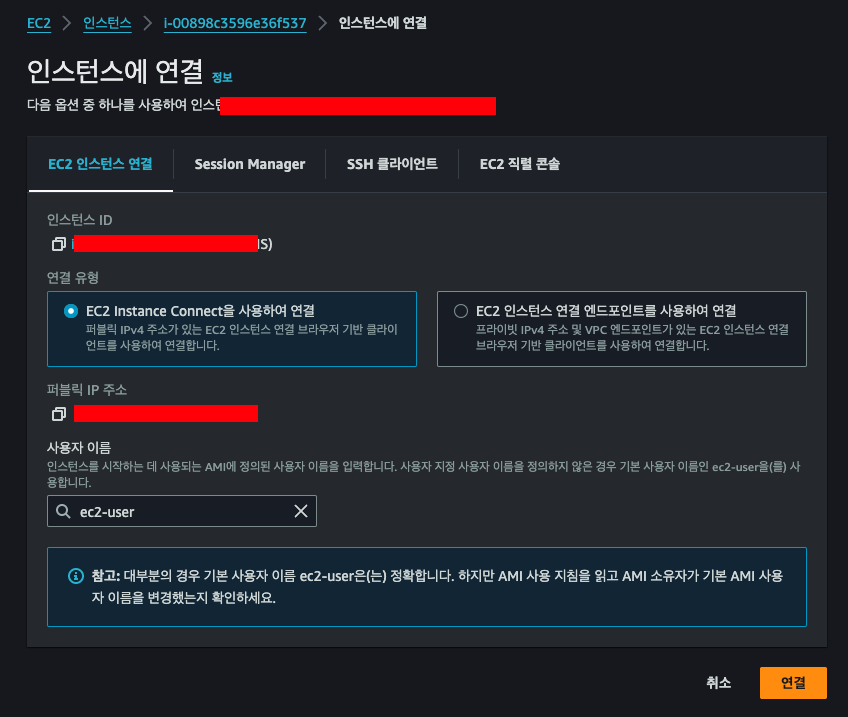 EC2 > 인스턴스 > i-00898c3596e36f537 > 인스턴스에 연결
인스턴스에 연결 정보
다음 옵션 중 하나를 사용하여
EC2 인스턴스 연결 Session Manager SSH 클라이언트 EC2 직렬 콘솔
인스턴스 ID
IS)
연결 유형
EC2 Instance Connect을 사용하여 연결
퍼블릭 IPv4 주소가 있는 EC2 인스턴스 연결 브라우저 기반 클라이
언트를 사용하여 연결합니다.
EC2 인스턴스 연결 엔드포인트를 사용하여 연결
프라이빗 IPv4 주소 및 VPC 엔드포인트가 있는 EC2 인스턴스 연결
브라우저 기반 클라이언트를 사용하여 연결합니다.
퍼블릭 IP 주소
사용자 이름
인스턴스를 시작하는 데 사용되는 AMI에 정의된 사용자 이름을 입력합니다. 사용자 지정 사용자 이름을 정의하지 않은 경우 기본 사용자 이름인 ec2-user을(를) 사
용합니다.
ec2-user
참고: 대부분의 경우 기본 사용자 이름 ec2-user은(는) 정확합니다. 하지만 AMI 사용 지침을 읽고 AMI 소유자가 기본 AMI 사용
자 이름을 변경했는지 확인하세요.
취소 연결